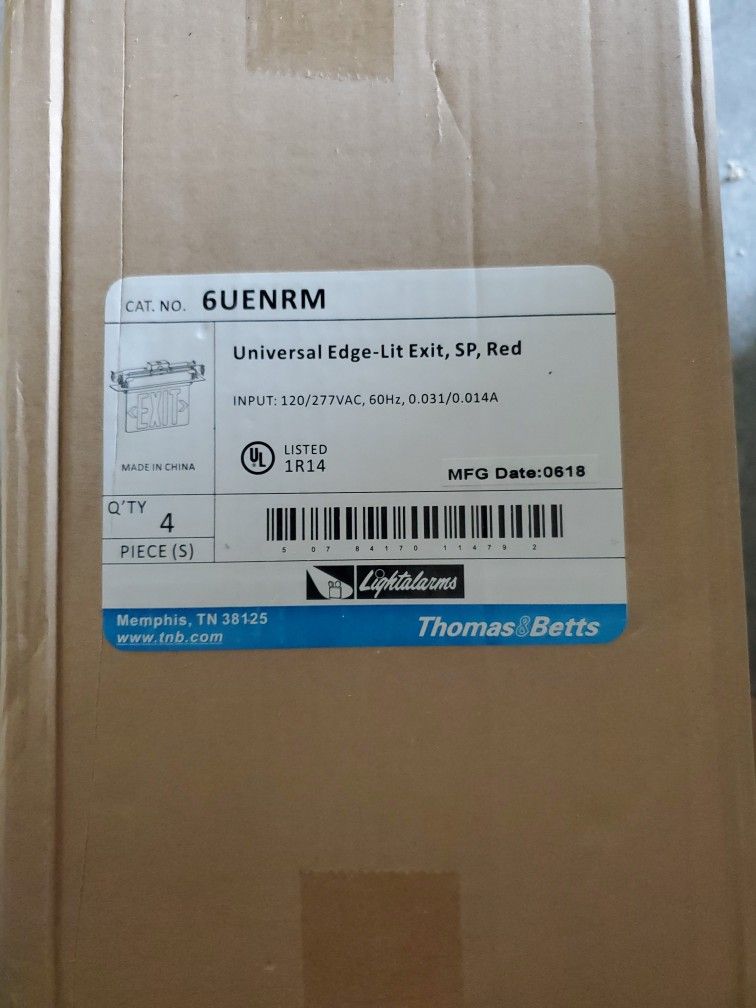 CAT. NO. 6UENRM
Universal Edge-Lit Exit, SP, Red
INPUT: 120/277VAC, 60Hz, 0.031/0.014A
EXIT
UL LISTED
1R14
MADE IN CHINA
MFG Date:0618
Q'TY
4
PIECE(S)
5 07 84170 11479 2
Lightalarms
Memphis, TN 38125
www.tnb.com
Thomas&Betts